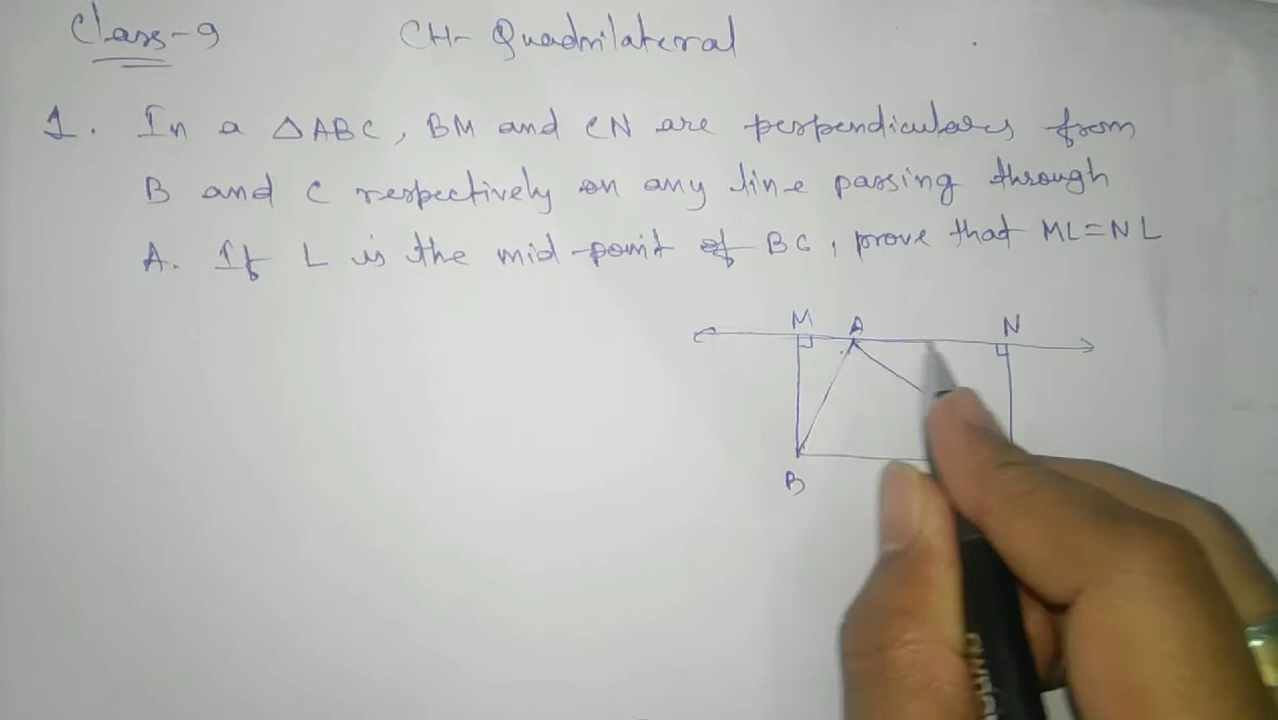 Class-9 CH- Quadrilateral
1. In a △ABC, BM and CN are perpendiculars from
B and C respectively on any line passing through
A. If L is the mid-point of BC, prove that ML=NL
M A N
B